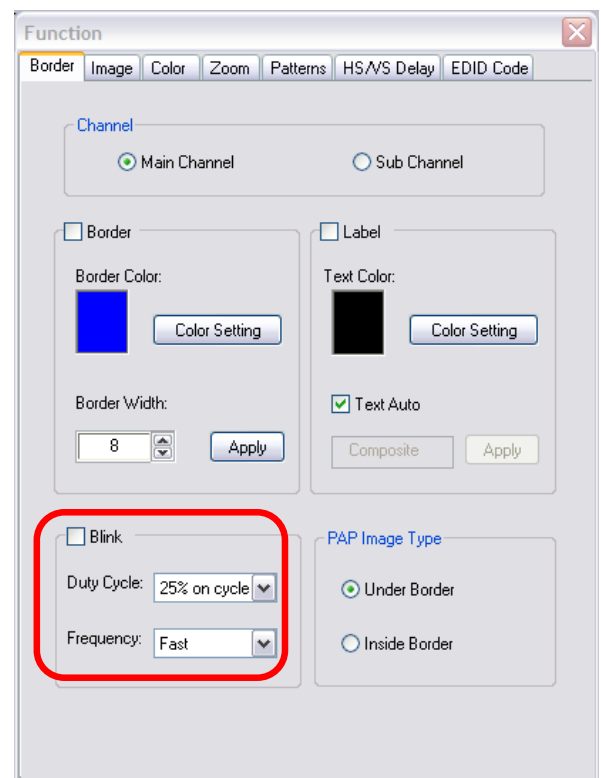 Function
Border Image Color Zoom Patterns HS/VS Delay EDID Code
Channel
Main Channel Sub Channel
Border Label
Border Color: Text Color:
Color Setting Color Setting
Border Width: Text Auto
8 Apply Composite Apply
Blink PAP Image Type
Duty Cycle: 25% on cycle Under Border
Frequency: Fast Inside Border